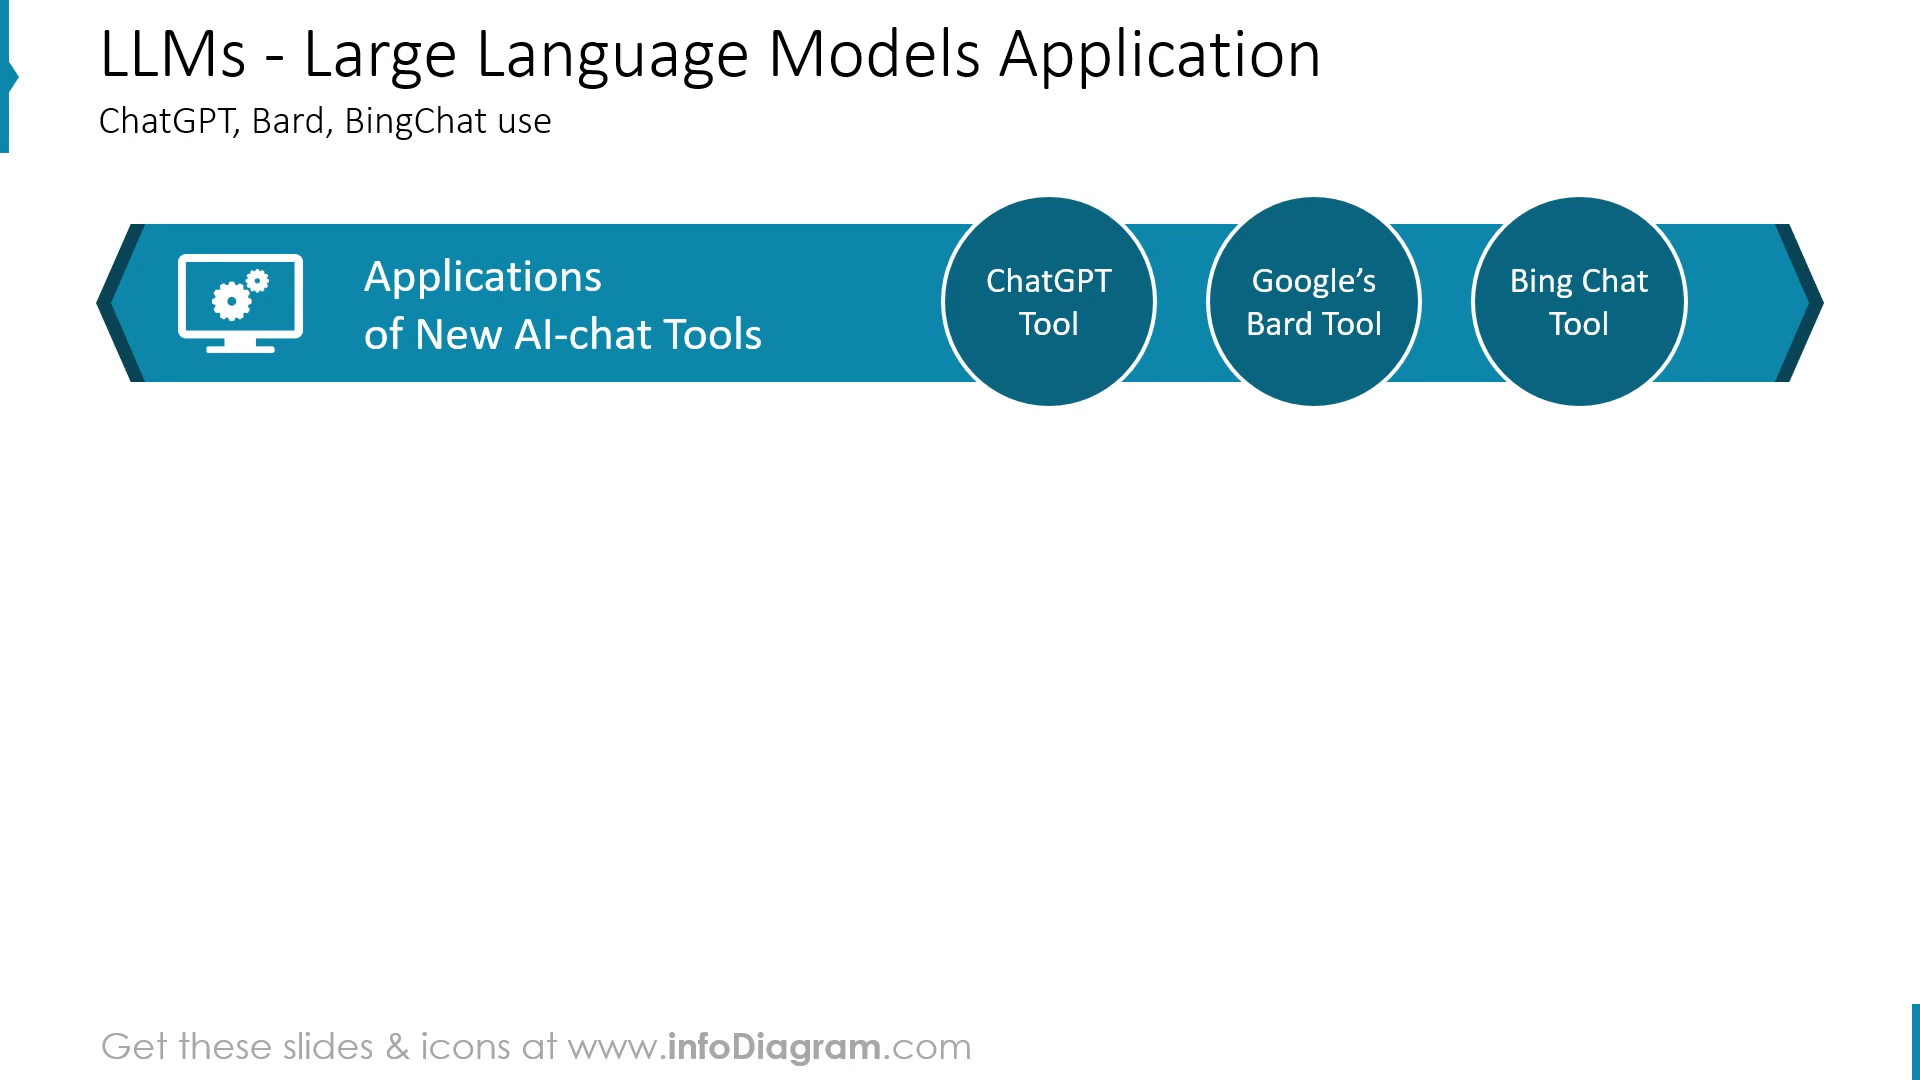 LLMs - Large Language Models Application
ChatGPT, Bard, BingChat use
Applications
of New AI-chat Tools
ChatGPT
Tool
Google’s
Bard Tool
Bing Chat
Tool
Get these slides & icons at www.infoDiagram.com